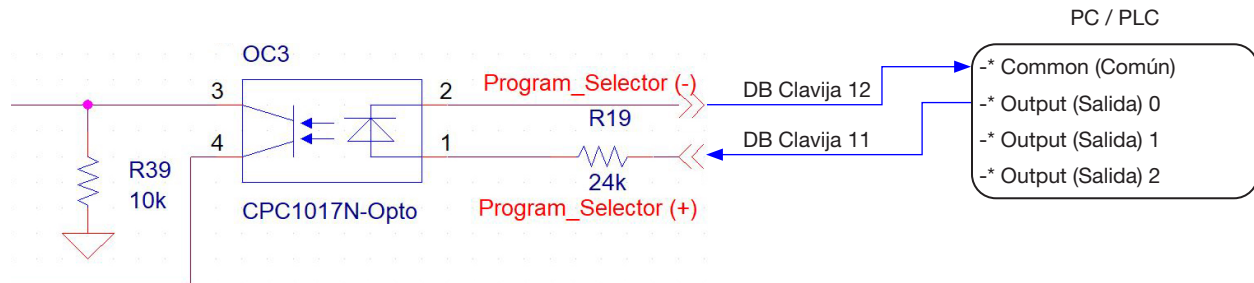 PC / PLC
OC3
3
2
Program_Selector (-)
DB Clavija 12
-* Common (Común)
R19
-* Output (Salida) 0
4
1
DB Clavija 11
-* Output (Salida) 1
R39
10k
24k
-* Output (Salida) 2
CPC1017N-Opto
Program_Selector (+)